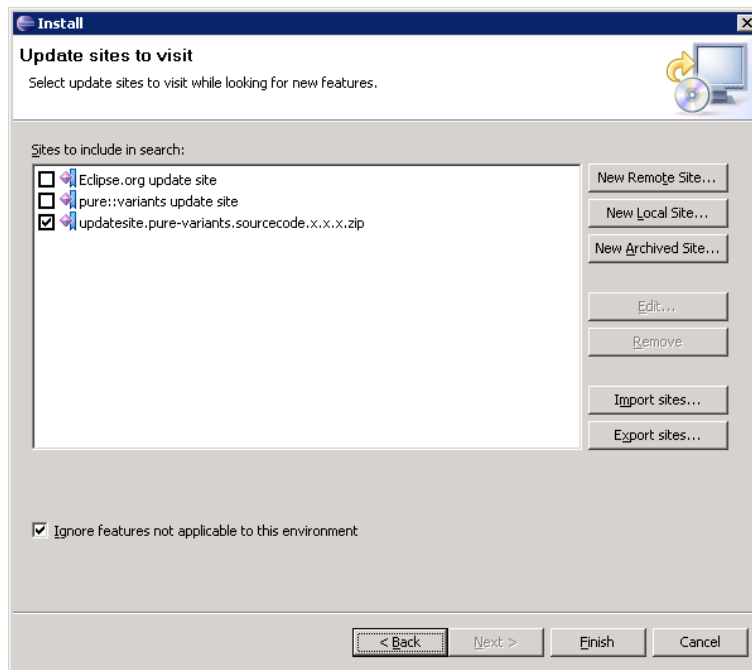 Install
Update sites to visit
Select update sites to visit while looking for new features.
Sites to include in search:
Eclipse.org update site
pure::variants update site
updatesite.pure-variants.sourcecode.x.x.x.zip
New Remote Site...
New Local Site...
New Archived Site...
Edit...
Remove
Import sites...
Export sites...
Ignore features not applicable to this environment
< Back
Next >
Finish
Cancel